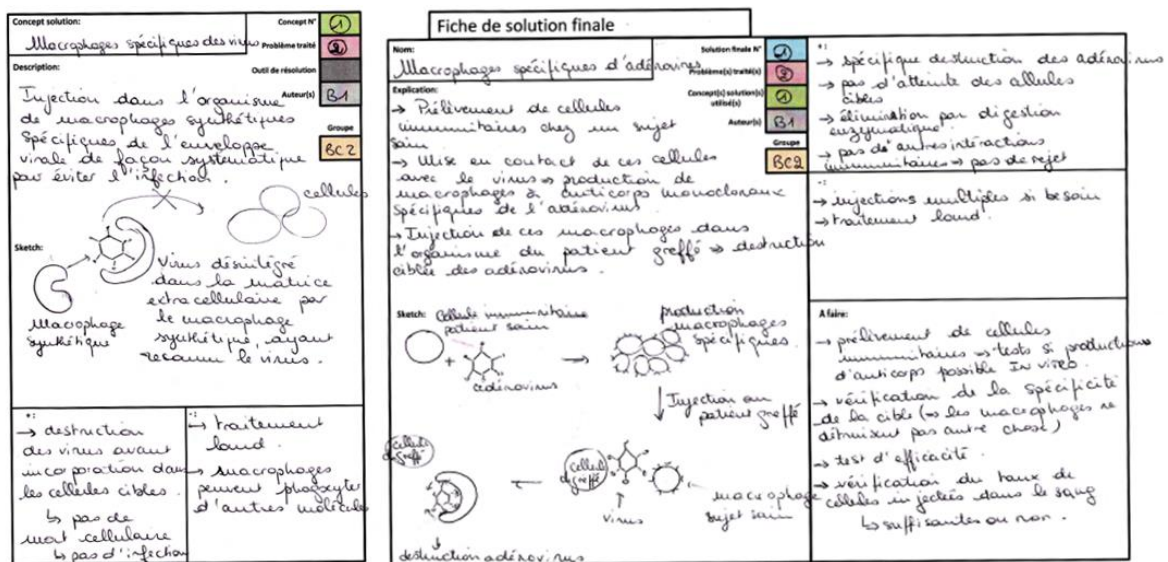 Concept solution:
Concept N° 1
Macrophages spécifiques des virus
Problème traité 2
Description:
Outil de résolution
Auteur(s) B1
Groupe
BC2
Injection dans l'organisme
de macrophages synthétiques
spécifiques de l'enveloppe
virale de façon systématique
pour éviter l'infection.
cellules
Sketch:
Macrophage
synthétique
virus désintégré
dans la matrice
extracellulaire par
le macrophage
synthétique, ayant
reconnu le virus.
+:
→ destruction
des virus avant
incorporation dans
les cellules cibles.
↳ pas de
mort cellulaire
↳ pas d'infection
-:
→ traitement
lourd.
→ macrophages
peuvent phagocyter
d'autres molécules
Fiche de solution finale
Nom:
Macrophages spécifiques d'adénovirus
Solution finale N° 1
Problème(s) traité(s) 2
Concept(s) solution(s)
utilisé(s) 1
Auteur(s) B1
Groupe
BC2
Explication:
→ Prélèvement de cellules
immunitaires chez un sujet
sain
→ Mise en contact de ces cellules
avec le virus → production de
macrophages à anticorps monoclonaux
spécifiques de l'adénovirus
→ Injection de ces macrophages dans
l'organisme du patient greffé → destruction
ciblée des adénovirus.
Sketch:
Cellule immunitaire
patient sain
+
adénovirus
production
macrophages
spécifiques
Injection au
patient greffé
cellule
du greffé
virus
macrophage
sujet sain
cellule
du greffé
destruction adénovirus
+:
→ spécifique destruction des adénovirus
→ pas d'atteinte des cellules
cibles
→ élimination par digestion
enzymatique.
→ pas d'autres intéractions
immunitaires → pas de rejet
-:
→ injections multiples si besoin
→ traitement lourd
A faire:
→ prélèvement de cellules
immunitaires → tests si productions
d'anticorps possible In vitro.
→ vérification de la spécificité
de la cible (→ les macrophages ne
détruisent pas autre chose)
→ test d'efficacité.
→ vérification du taux de
cellules injectées dans le sang
↳ suffisantes ou non.